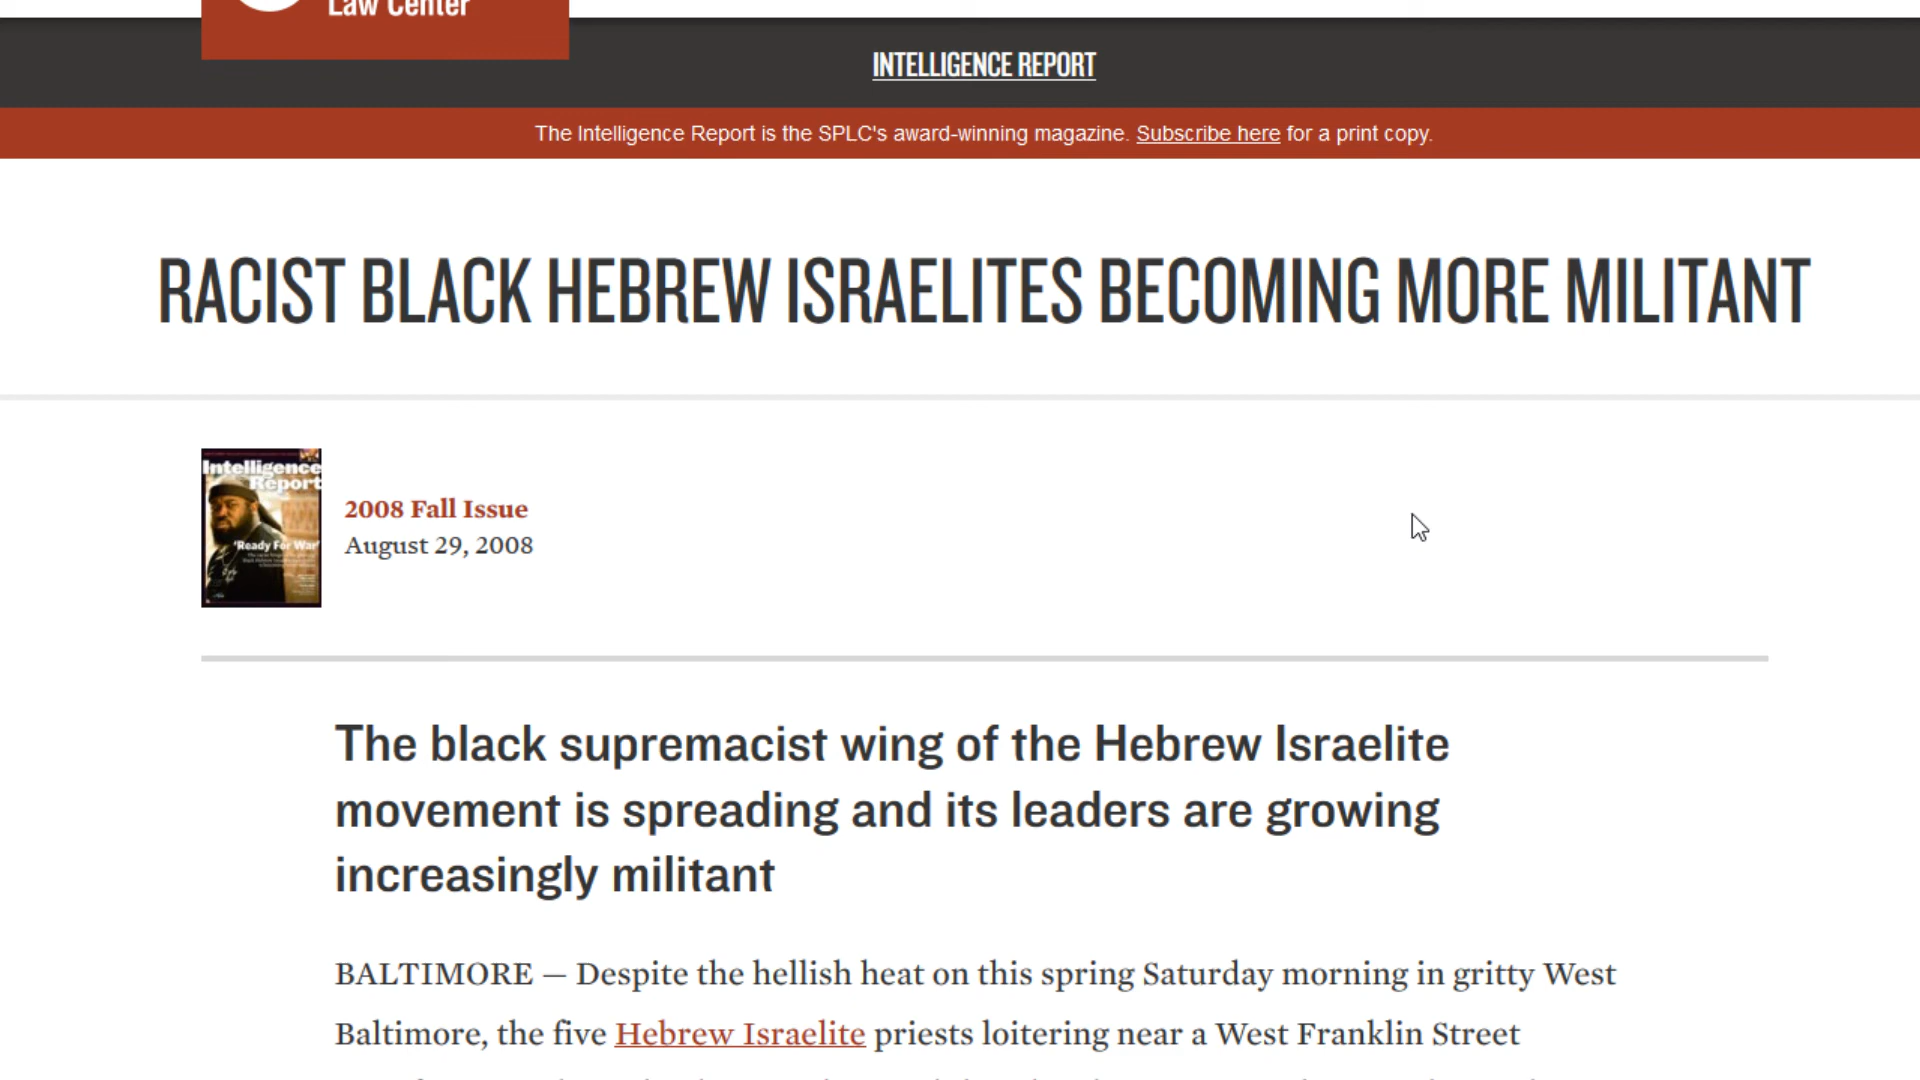 Law Center
INTELLIGENCE REPORT
The Intelligence Report is the SPLC's award-winning magazine. Subscribe here for a print copy.
RACIST BLACK HEBREW ISRAELITES BECOMING MORE MILITANT
Intelligence
Report
'Ready For War'
2008 Fall Issue
August 29, 2008
The black supremacist wing of the Hebrew Israelite
movement is spreading and its leaders are growing
increasingly militant
BALTIMORE — Despite the hellish heat on this spring Saturday morning in gritty West
Baltimore, the five Hebrew Israelite priests loitering near a West Franklin Street